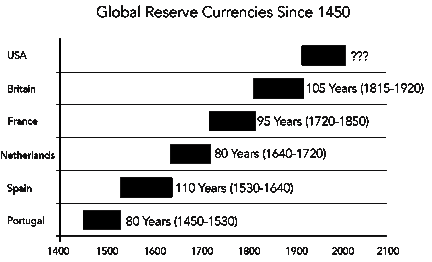 Global Reserve Currencies Since 1450
USA ???
Britain 105 Years (1815-1920)
France 95 Years (1720-1850)
Netherlands 80 Years (1640-1720)
Spain 110 Years (1530-1640)
Portugal 80 Years (1450-1530)
1400 1500 1600 1700 1800 1900 2000 2100